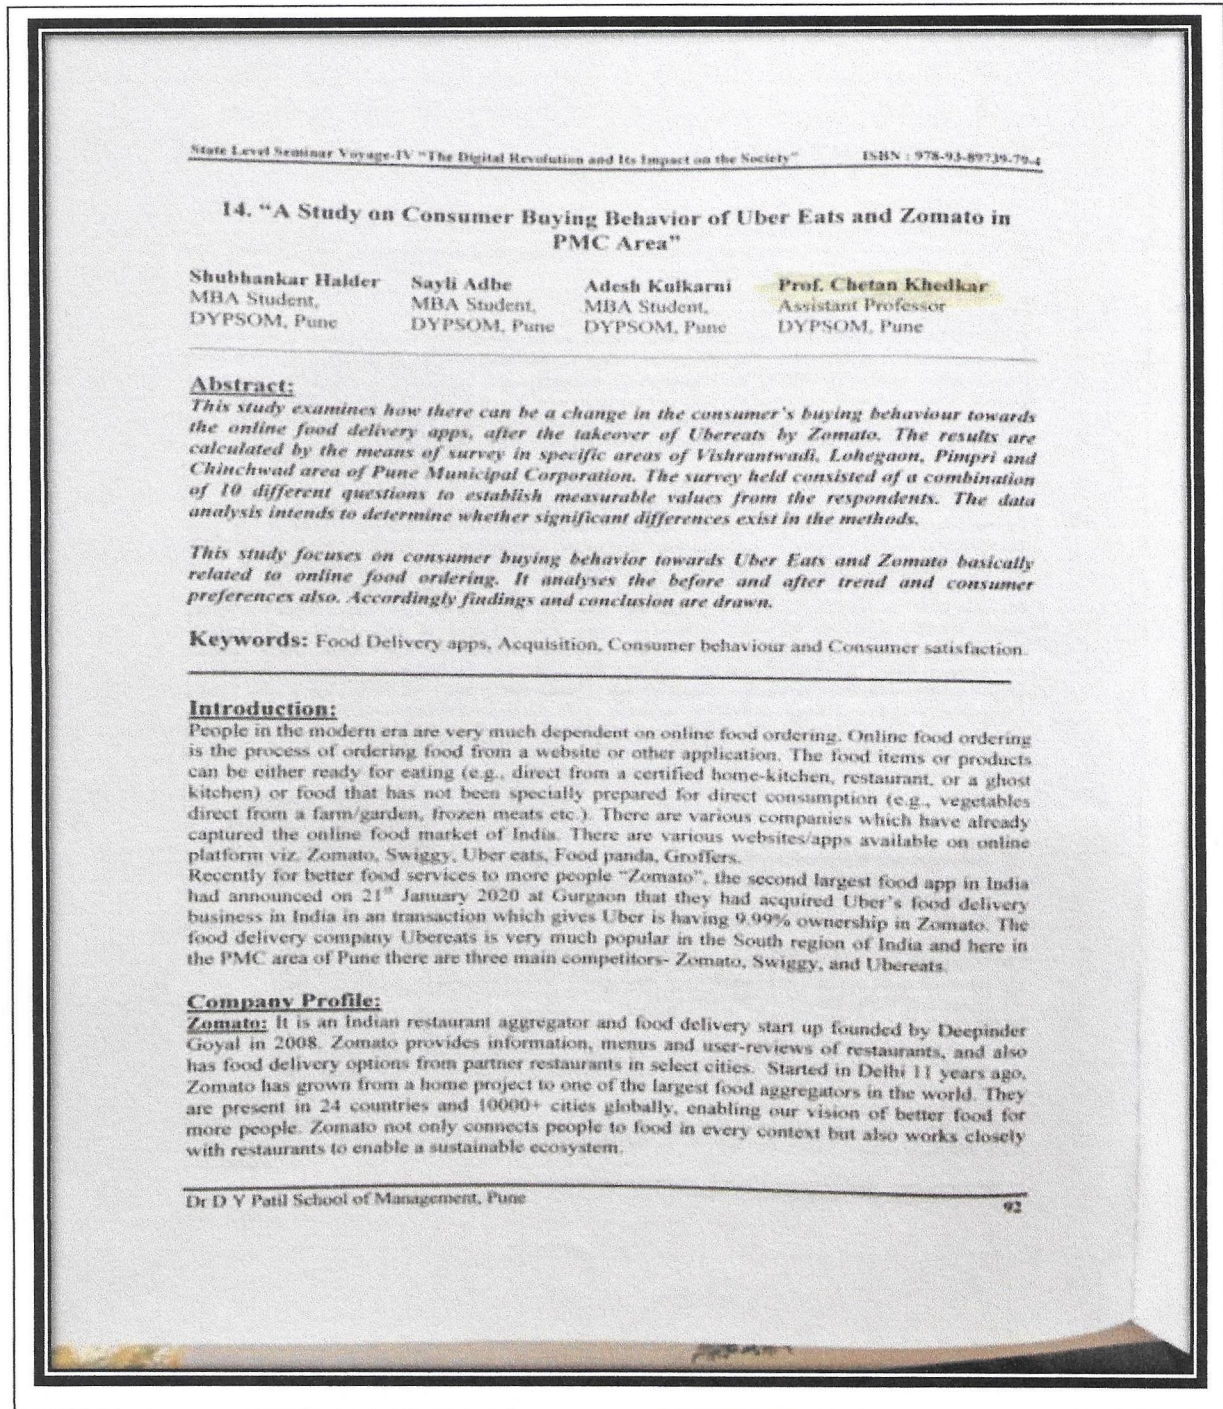 State Level Seminar Voyage-IV "The Digital Revolution and Its Impact on the Society" ISBN : 978-93-89739-79-4
14. "A Study on Consumer Buying Behavior of Uber Eats and Zomato in
PMC Area"
Shubhankar Halder Sayli Adhe Adesh Kulkarni Prof. Chetan Khedkar
MBA Student, MBA Student, MBA Student, Assistant Professor
DYPSOM, Pune DYPSOM, Pune DYPSOM, Pune DYPSOM, Pune
Abstract:
This study examines how there can be a change in the consumer's buying behaviour towards
the online food delivery apps, after the takeover of Ubereats by Zomato. The results are
calculated by the means of survey in specific areas of Vishrantwadi, Lohegaon, Pimpri and
Chinchwad area of Pune Municipal Corporation. The survey held consisted of a combination
of 10 different questions to establish measurable values from the respondents. The data
analysis intends to determine whether significant differences exist in the methods.
This study focuses on consumer buying behavior towards Uber Eats and Zomato basically
related to online food ordering. It analyses the before and after trend and consumer
preferences also. Accordingly findings and conclusion are drawn.
Keywords: Food Delivery apps, Acquisition, Consumer behaviour and Consumer satisfaction.
Introduction:
People in the modern era are very much dependent on online food ordering. Online food ordering
is the process of ordering food from a website or other application. The food items or products
can be either ready for eating (e.g., direct from a certified home-kitchen, restaurant, or a ghost
kitchen) or food that has not been specially prepared for direct consumption (e.g., vegetables
direct from a farm/garden, frozen meats etc.). There are various companies which have already
captured the online food market of India. There are various websites/apps available on online
platform viz. Zomato, Swiggy, Uber eats, Food panda, Groffers.
Recently for better food services to more people "Zomato", the second largest food app in India
had announced on 21st January 2020 at Gurgaon that they had acquired Uber's food delivery
business in India in an transaction which gives Uber is having 9.99% ownership in Zomato. The
food delivery company Ubereats is very much popular in the South region of India and here in
the PMC area of Pune there are three main competitors- Zomato, Swiggy, and Ubereats.
Company Profile:
Zomato: It is an Indian restaurant aggregator and food delivery start up founded by Deepinder
Goyal in 2008. Zomato provides information, menus and user-reviews of restaurants, and also
has food delivery options from partner restaurants in select cities. Started in Delhi 11 years ago,
Zomato has grown from a home project to one of the largest food aggregators in the world. They
are present in 24 countries and 10000+ cities globally, enabling our vision of better food for
more people. Zomato not only connects people to food in every context but also works closely
with restaurants to enable a sustainable ecosystem.
Dr D Y Patil School of Management, Pune 92